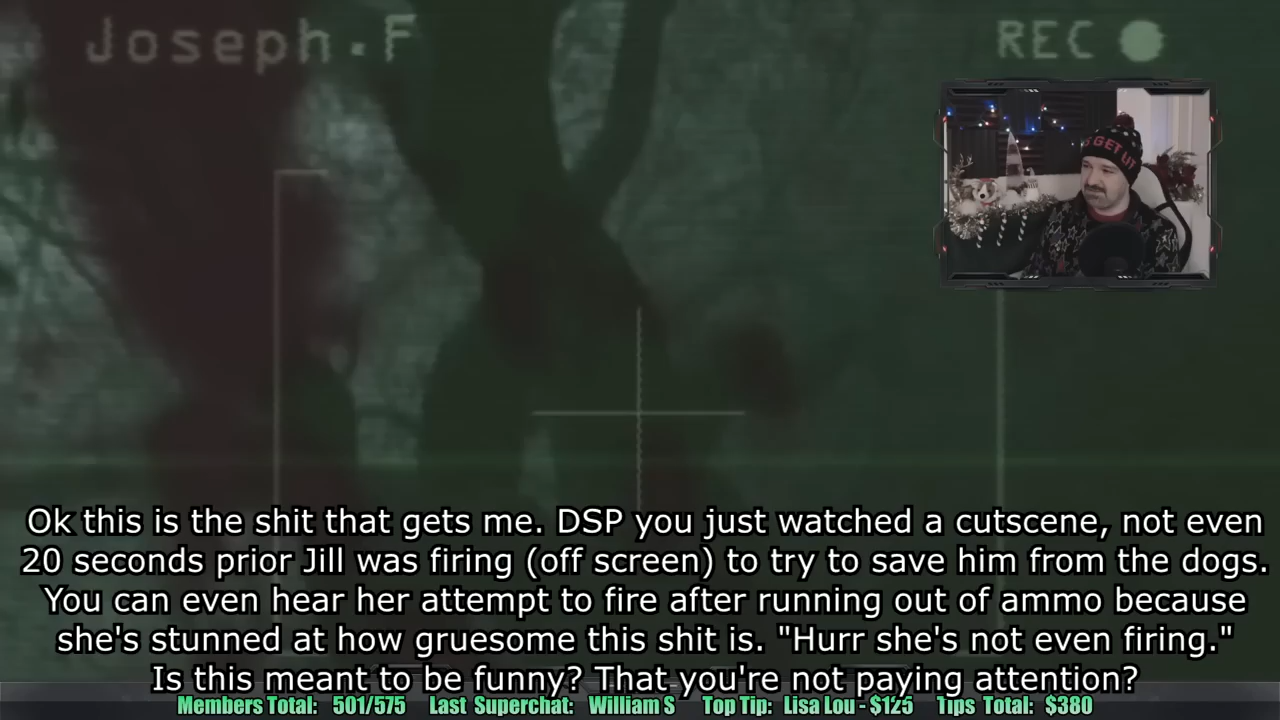 Joseph.F
REC
GET LIT
Ok this is the shit that gets me. DSP you just watched a cutscene, not even
20 seconds prior Jill was firing (off screen) to try to save him from the dogs.
You can even hear her attempt to fire after running out of ammo because
she's stunned at how gruesome this shit is. "Hurr she's not even firing."
Is this meant to be funny? That you're not paying attention?
Members Total: 501/575 Last Superchat: William S Top Tip: Lisa Lou - $125 Tips Total: $380